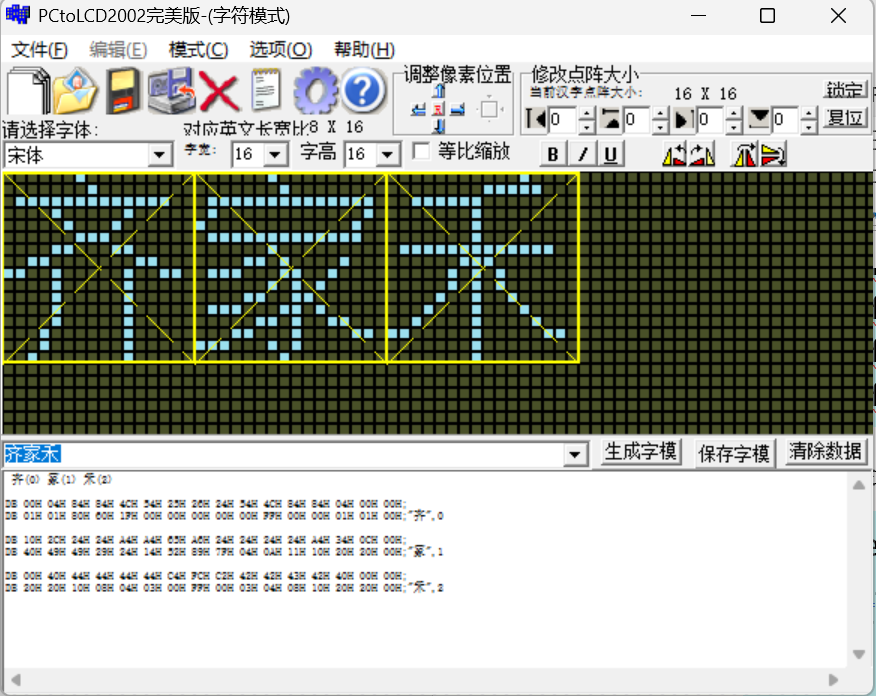 PCtoLCD2002完美版-(字符模式)
文件(F) 编辑(E) 模式(C) 选项(O) 帮助(H)
调整像素位置 修改点阵大小
当前汉字点阵大小: 16 X 16 锁定
0 0 0 0 复位
请选择字体: 对应英文长宽比8 X 16
宋体 字宽: 16 字高 16 等比缩放 B I U
齐家禾
齐家禾 生成字模 保存字模 清除数据
齐(0) 家(1) 禾(2)
DB 00H 04H 84H 84H 4CH 54H 25H 26H 24H 54H 4CH 84H 84H 04H 00H 00H;
DB 01H 01H 80H 60H 1FH 00H 00H 00H 00H 00H FFH 00H 00H 01H 01H 00H;"齐",0
DB 10H 2CH 24H 24H A4H A4H 65H A6H 24H 24H 24H 24H A4H 34H 0CH 00H;
DB 40H 49H 49H 29H 24H 14H 52H 89H 7FH 04H 0AH 11H 10H 20H 20H 00H;"家",1
DB 00H 40H 44H 44H 44H 44H C4H FCH C2H 42H 42H 43H 42H 40H 00H 00H;
DB 20H 20H 10H 08H 04H 03H 00H FFH 00H 03H 04H 08H 10H 20H 20H 00H;"禾",2